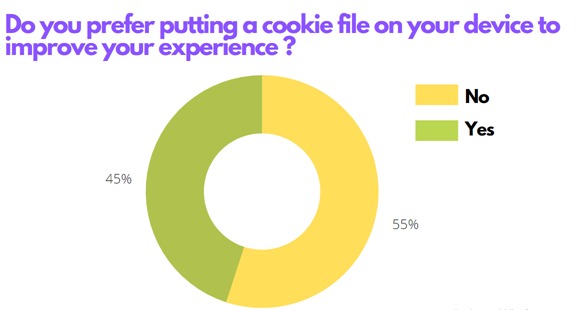 Do you prefer putting a cookie file on your device to
improve your experience ?
No
Yes
45%
55%